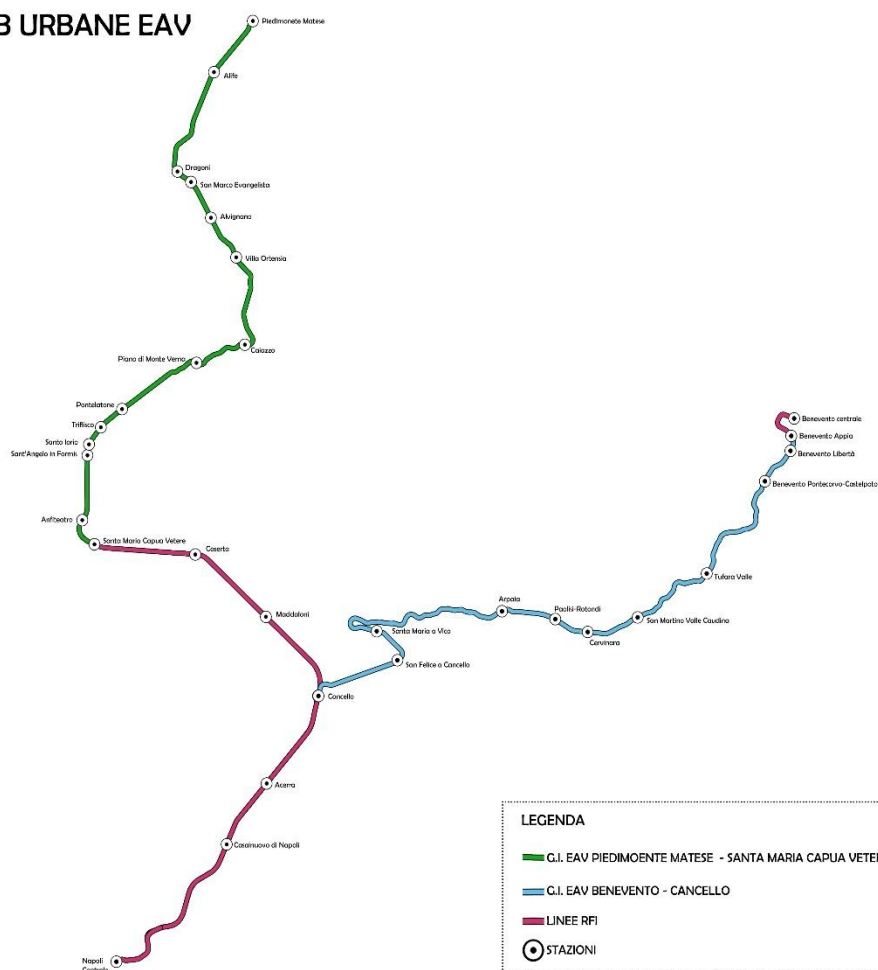 B URBANE EAV
Piedimonete Matese
Alife
Dragoni
San Marco Evangelista
Alvignano
Villa Ortensia
Caiazzo
Piana di Monte Verna
Pontelatone
Triflisco
Santo Iorio
Sant'Angelo in Formis
Anfiteatro
Santa Maria Capua Vetere
Caserta
Maddaloni
Benevento centrale
Benevento Appia
Benevento Libertà
Benevento Pontecorvo-Castelpoto
Tufara Valle
Arpaia
Paolisi-Rotondi
San Martino Valle Caudina
Cervinara
Santa Maria a Vico
San Felice a Cancello
Cancello
Acerra
Casalnuovo di Napoli
Napoli
LEGENDA
G.I. EAV PIEDIMOENTE MATESE - SANTA MARIA CAPUA VETER
G.I. EAV BENEVENTO - CANCELLO
LINEE RFI
STAZIONI